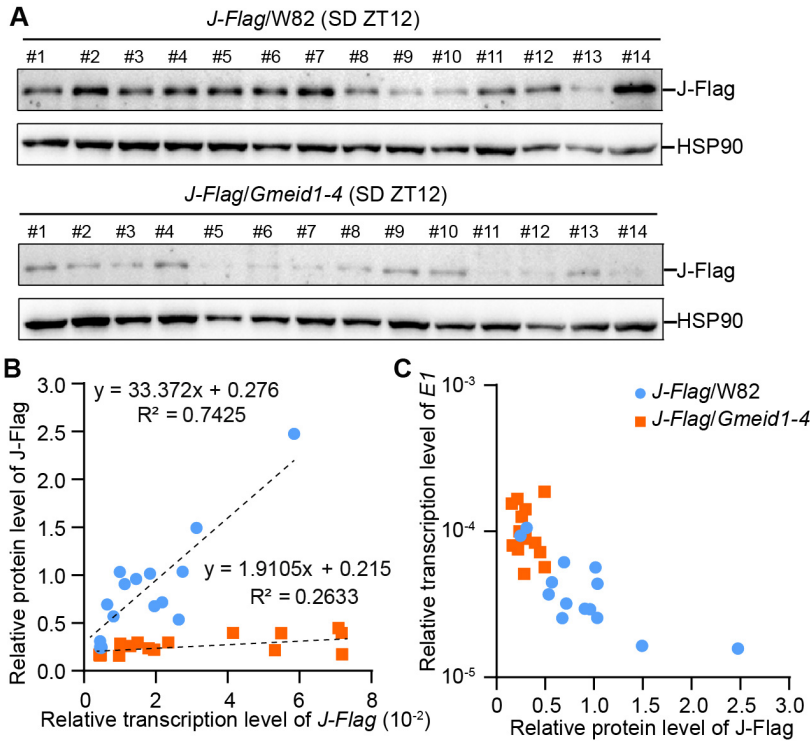 A
J-Flag/W82 (SD ZT12)
#1 #2 #3 #4 #5 #6 #7 #8 #9 #10 #11 #12 #13 #14
J-Flag
HSP90
J-Flag/Gmeid1-4 (SD ZT12)
#1 #2 #3 #4 #5 #6 #7 #8 #9 #10 #11 #12 #13 #14
J-Flag
HSP90
B
Relative protein level of J-Flag
3.0
2.5
2.0
1.5
1.0
0.5
0.0
y = 33.372x + 0.276
R² = 0.7425
y = 1.9105x + 0.215
R² = 0.2633
0 2 4 6 8
Relative transcription level of J-Flag (10⁻²)
C
Relative transcription level of E1
10⁻³
10⁻⁴
10⁻⁵
J-Flag/W82
J-Flag/Gmeid1-4
0 0.5 1.0 1.5 2.0 2.5 3.0
Relative protein level of J-Flag